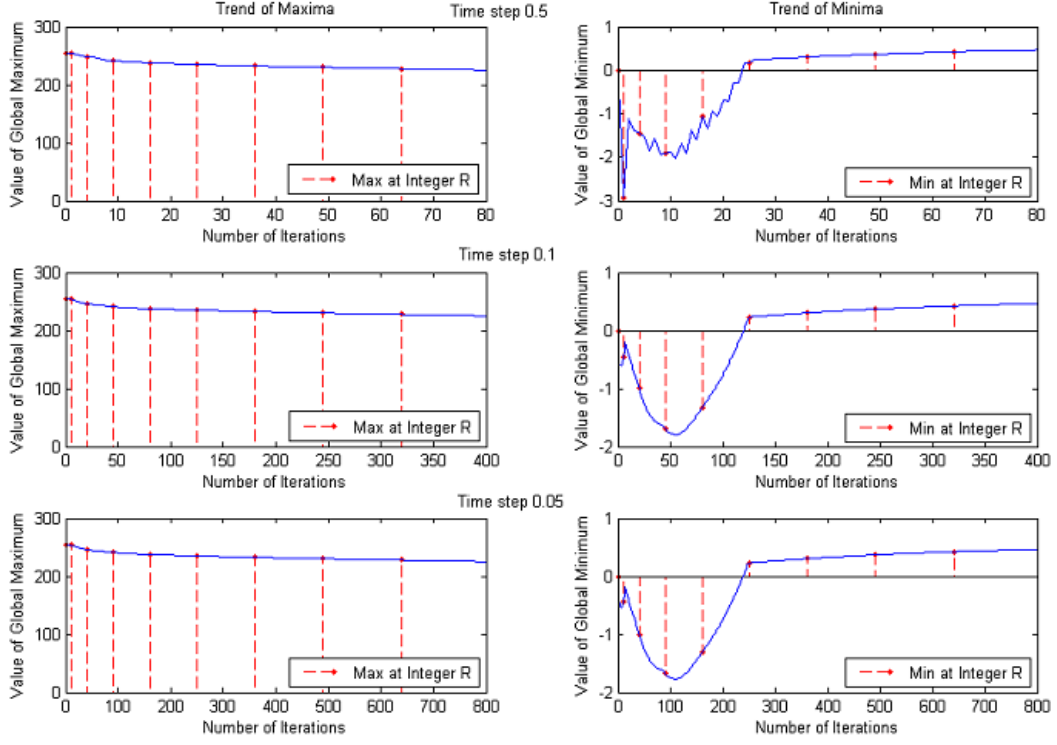 Trend of Maxima
Time step 0.5
Trend of Minima
Value of Global Maximum
300
200
100
0
Max at Integer R
0 10 20 30 40 50 60 70 80
Number of Iterations
Value of Global Minimum
1
0
-1
-2
-3
Min at Integer R
0 10 20 30 40 50 60 70 80
Number of Iterations
Time step 0.1
Value of Global Maximum
300
200
100
0
Max at Integer R
0 50 100 150 200 250 300 350 400
Number of Iterations
Value of Global Minimum
1
0
-1
-2
Min at Integer R
0 50 100 150 200 250 300 350 400
Number of Iterations
Time step 0.05
Value of Global Maximum
300
200
100
0
Max at Integer R
0 100 200 300 400 500 600 700 800
Number of Iterations
Value of Global Minimum
1
0
-1
-2
Min at Integer R
0 100 200 300 400 500 600 700 800
Number of Iterations